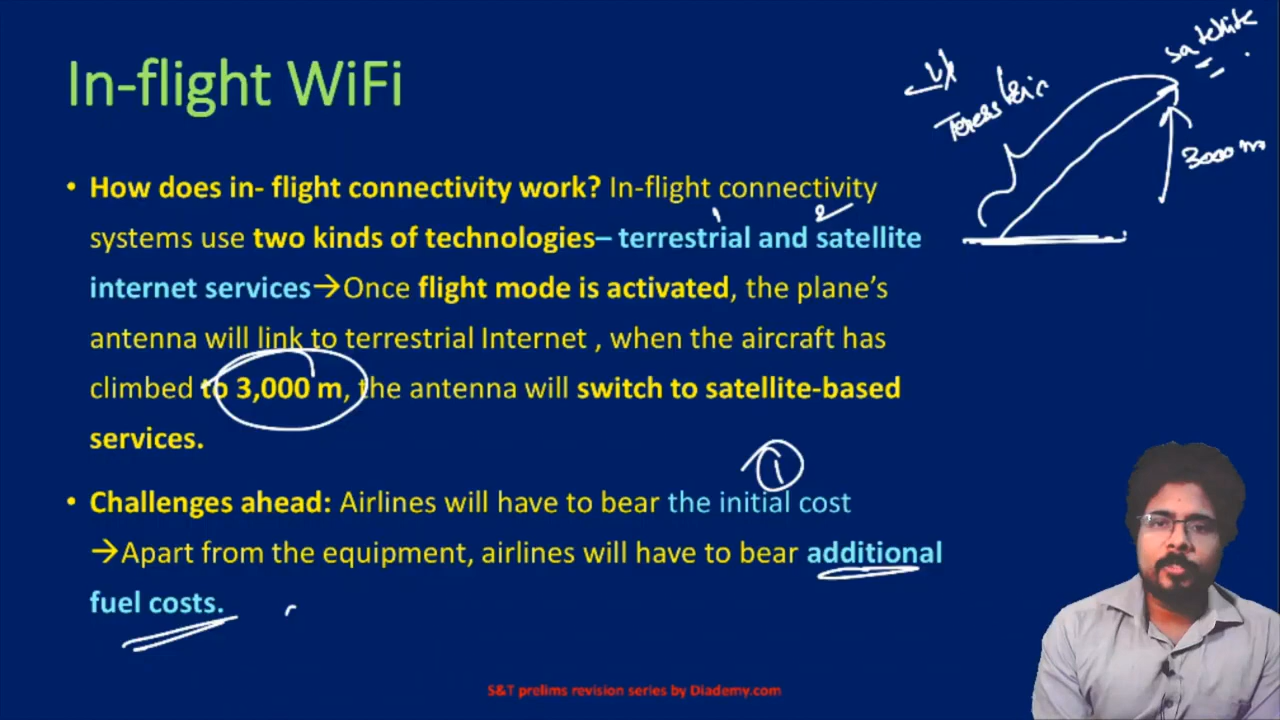 In-flight WiFi
satellite
3000 m
• How does in- flight connectivity work? In-flight connectivity
1 2
systems use two kinds of technologies– terrestrial and satellite
internet services→Once flight mode is activated, the plane's
antenna will link to terrestrial Internet , when the aircraft has
climbed to 3,000 m, the antenna will switch to satellite-based
services.
1
• Challenges ahead: Airlines will have to bear the initial cost
→Apart from the equipment, airlines will have to bear additional
fuel costs.
S&T prelims revision series by Diademy.com